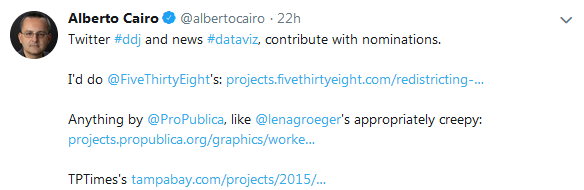 Alberto Cairo @albertocairo · 22h
Twitter #ddj and news #dataviz, contribute with nominations.
I'd do @FiveThirtyEight's: projects.fivethirtyeight.com/redistricting-...
Anything by @ProPublica, like @lenagroeger's appropriately creepy:
projects.propublica.org/graphics/worke...
TPTimes's tampabay.com/projects/2015/...